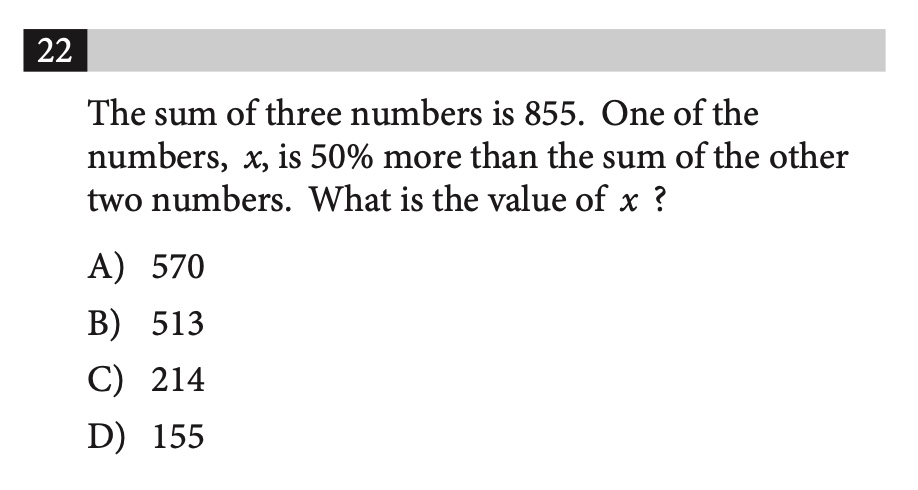 22
The sum of three numbers is 855. One of the
numbers, x, is 50% more than the sum of the other
two numbers. What is the value of x ?
A) 570
B) 513
C) 214
D) 155